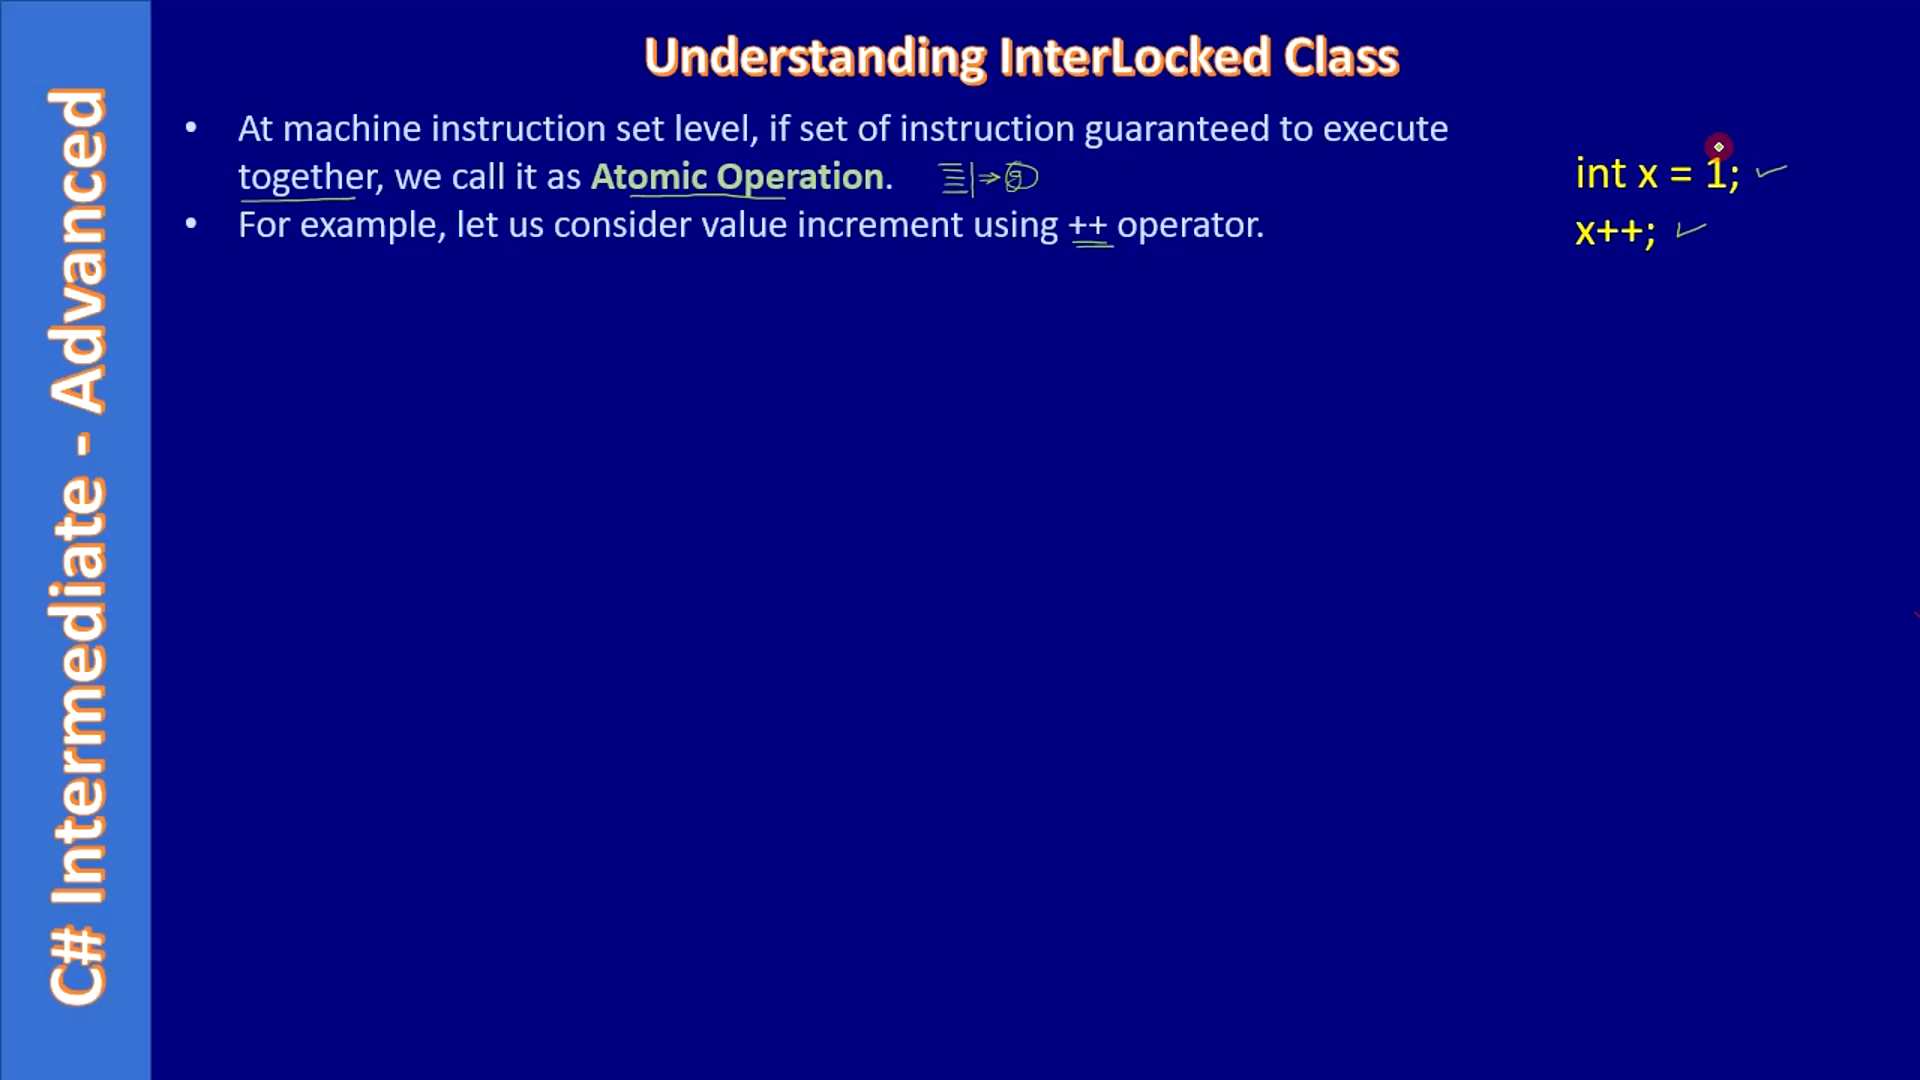 Understanding InterLocked Class
• At machine instruction set level, if set of instruction guaranteed to execute
together, we call it as Atomic Operation.
• For example, let us consider value increment using ++ operator.
int x = 1;
x++;
C# Intermediate - Advanced